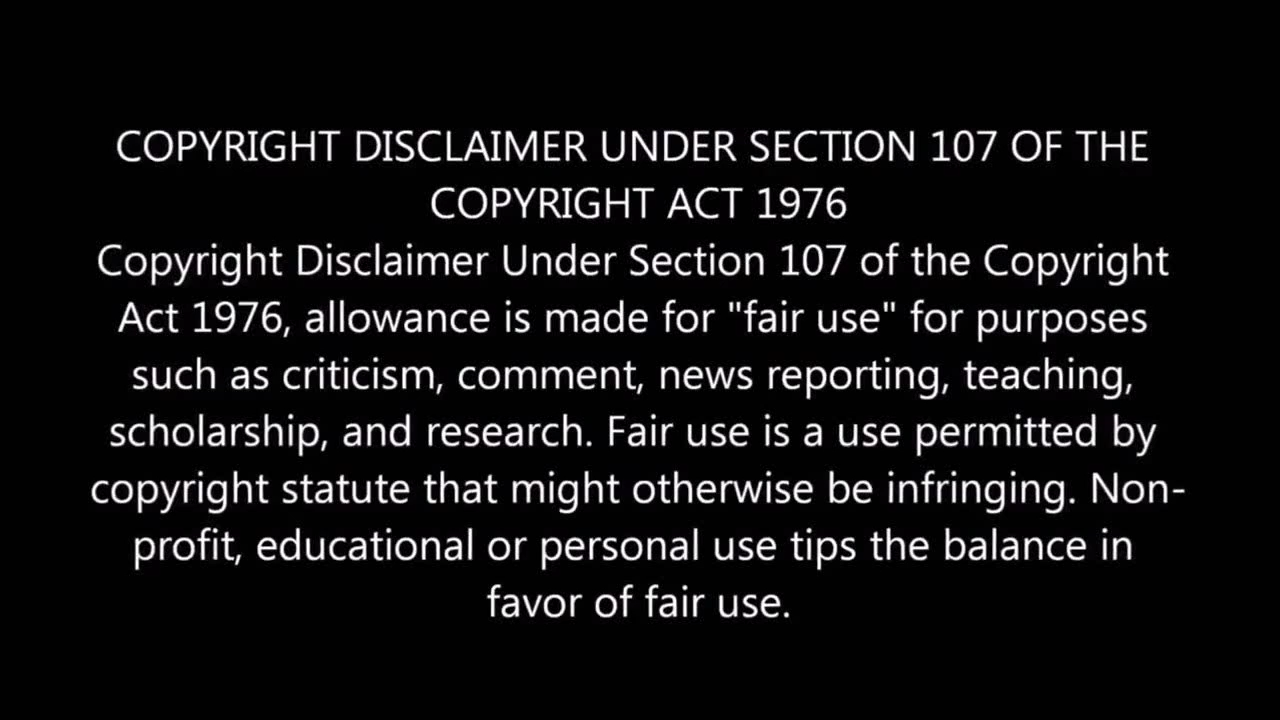 COPYRIGHT DISCLAIMER UNDER SECTION 107 OF THE
COPYRIGHT ACT 1976
Copyright Disclaimer Under Section 107 of the Copyright
Act 1976, allowance is made for "fair use" for purposes
such as criticism, comment, news reporting, teaching,
scholarship, and research. Fair use is a use permitted by
copyright statute that might otherwise be infringing. Non-
profit, educational or personal use tips the balance in
favor of fair use.